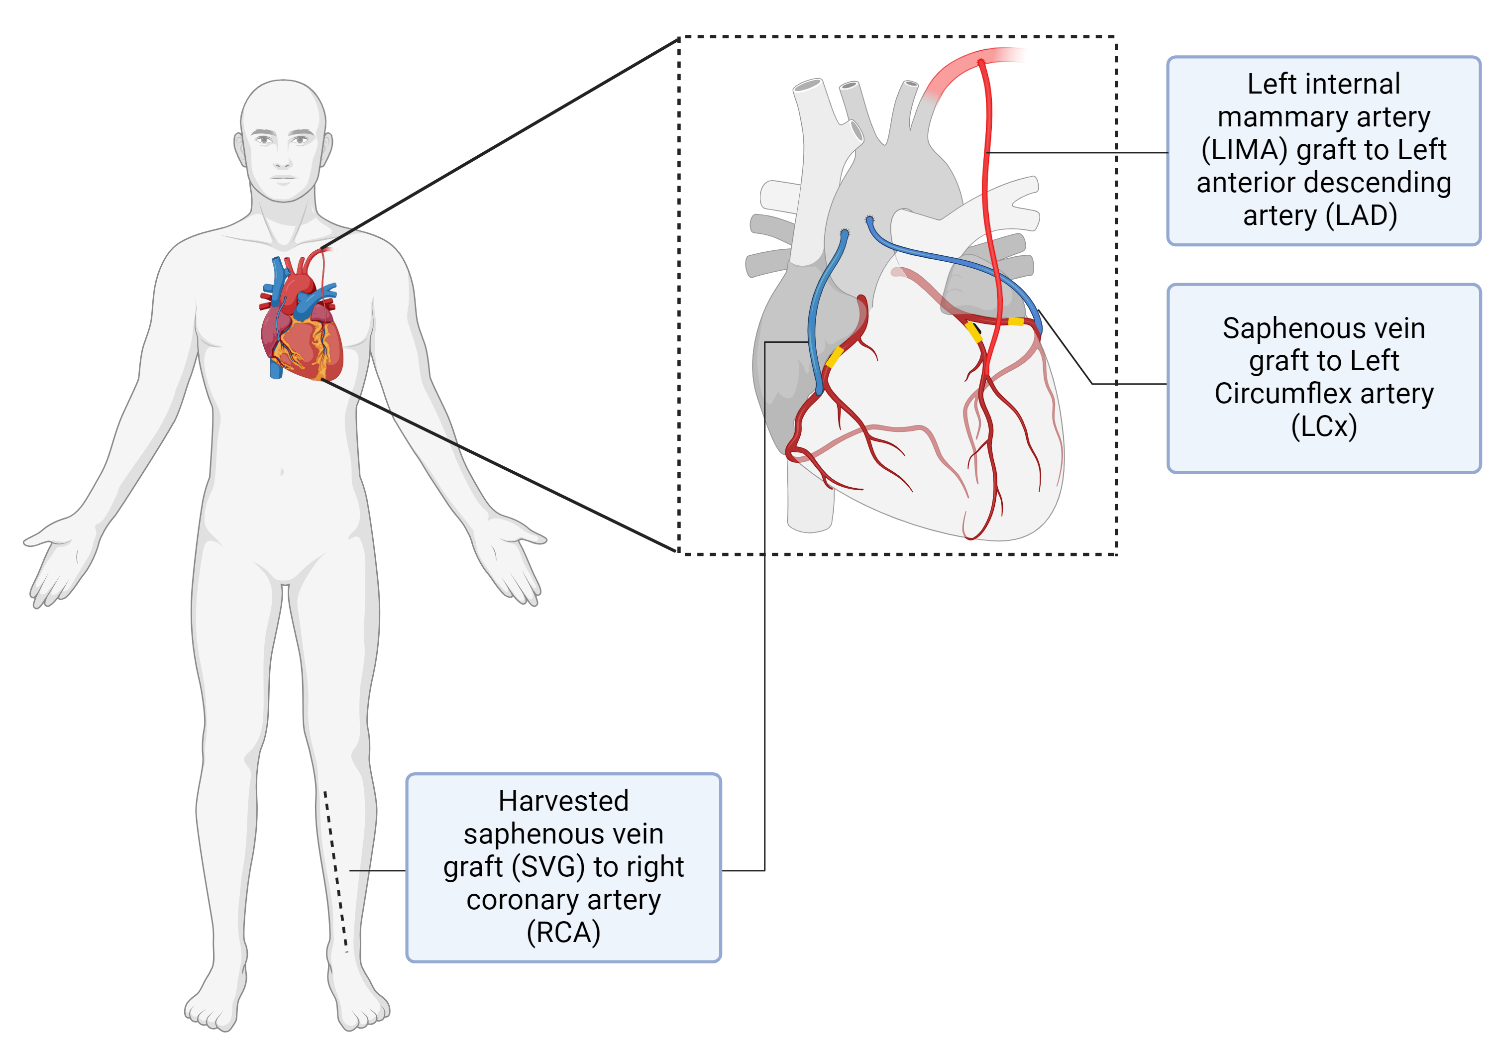 Left internal
mammary artery
(LIMA) graft to Left
anterior descending
artery (LAD)
Saphenous vein
graft to Left
Circumflex artery
(LCx)
Harvested
saphenous vein
graft (SVG) to right
coronary artery
(RCA)